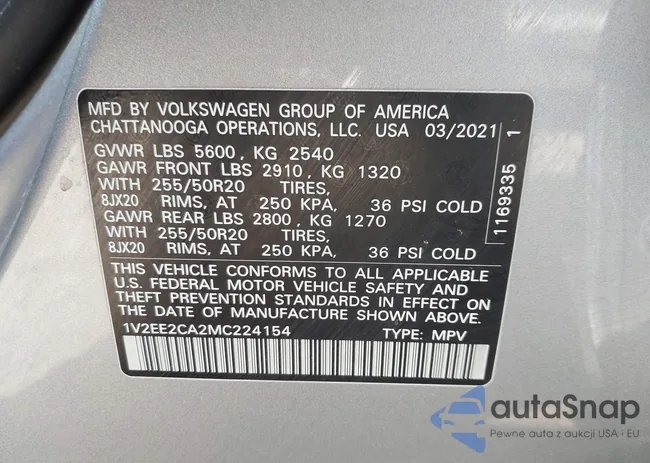 MFD BY VOLKSWAGEN GROUP OF AMERICA
CHATTANOOGA OPERATIONS, LLC. USA 03/2021
GVWR LBS 5600, KG 2540
GAWR FRONT LBS 2910, KG 1320
WITH 255/50R20 TIRES,
8JX20 RIMS, AT 250 KPA, 36 PSI COLD
GAWR REAR LBS 2800, KG 1270
WITH 255/50R20 TIRES,
8JX20 RIMS, AT 250 KPA, 36 PSI COLD
THIS VEHICLE CONFORMS TO ALL APPLICABLE
U.S. FEDERAL MOTOR VEHICLE SAFETY AND
THEFT PREVENTION STANDARDS IN EFFECT ON
THE DATE OF MANUFACTURE SHOWN ABOVE.
1V2EE2CA2MC224154 TYPE: MPV
1169335 1
autoSnap
Pewne auta z aukcji USA i EU